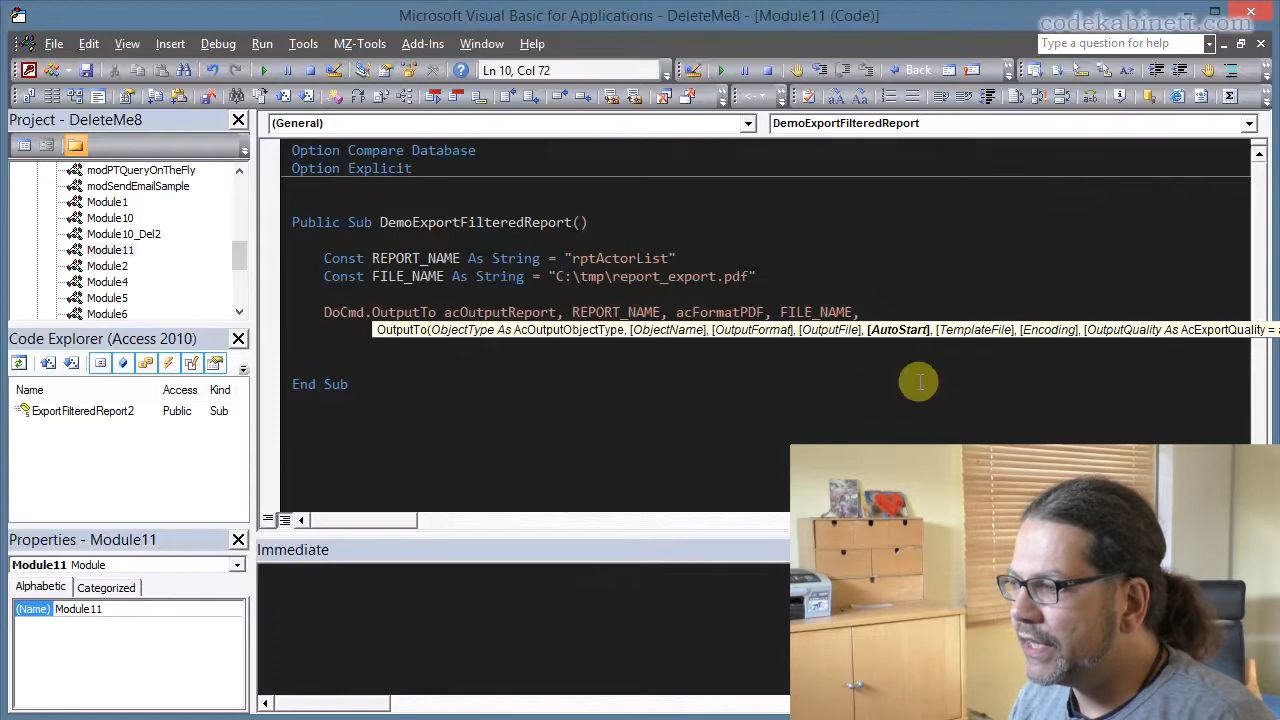 Microsoft Visual Basic for Applications - DeleteMe8 - [Module11 (Code)]
codekabinett.com
File Edit View Insert Debug Run Tools MZ-Tools Add-Ins Window Help
Type a question for help
Ln 10, Col 72
Back
Project - DeleteMe8
(General)
DemoExportFilteredReport
modPTQueryOnTheFly
modSendEmailSample
Module1
Module10
Module10_Del2
Module11
Module2
Module4
Module5
Module6
Option Compare Database
Option Explicit
Public Sub DemoExportFilteredReport()
Const REPORT_NAME As String = "rptActorList"
Const FILE_NAME As String = "C:\tmp\report_export.pdf"
DoCmd.OutputTo acOutputReport, REPORT_NAME, acFormatPDF, FILE_NAME,
OutputTo(ObjectType As AcOutputObjectType, [ObjectName], [OutputFormat], [OutputFile], [AutoStart], [TemplateFile], [Encoding], [OutputQuality As AcExportQuality =
End Sub
Code Explorer (Access 2010)
Name Access Kind
ExportFilteredReport2 Public Sub
Properties - Module11
Module11 Module
Alphabetic Categorized
(Name) Module11
Immediate